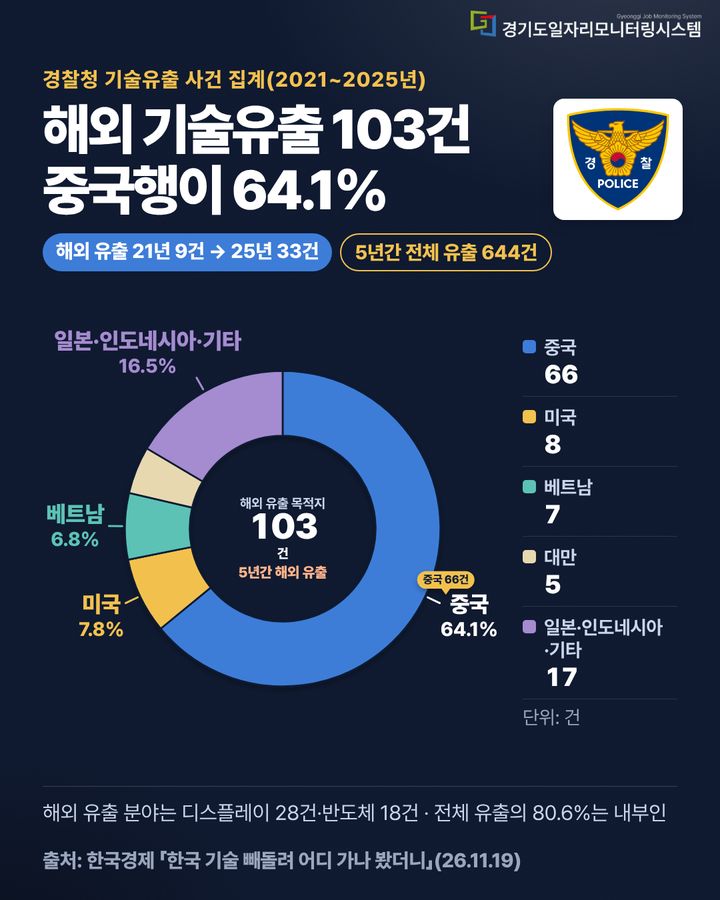 Gyeonggi Job Monitoring System
경기도일자리모니터링시스템
경찰청 기술유출 사건 집계(2021~2025년)
해외 기술유출 103건
중국행이 64.1%
경 찰
POLICE
해외 유출 21년 9건 → 25년 33건
5년간 전체 유출 644건
일본·인도네시아·기타
16.5%
베트남
6.8%
미국
7.8%
해외 유출 목적지
103
건
5년간 해외 유출
중국 66건
중국
64.1%
중국
66
미국
8
베트남
7
대만
5
일본·인도네시아
·기타
17
단위: 건
해외 유출 분야는 디스플레이 28건·반도체 18건 · 전체 유출의 80.6%는 내부인
출처: 한국경제 「한국 기술 빼돌려 어디 가나 봤더니」(26.11.19)